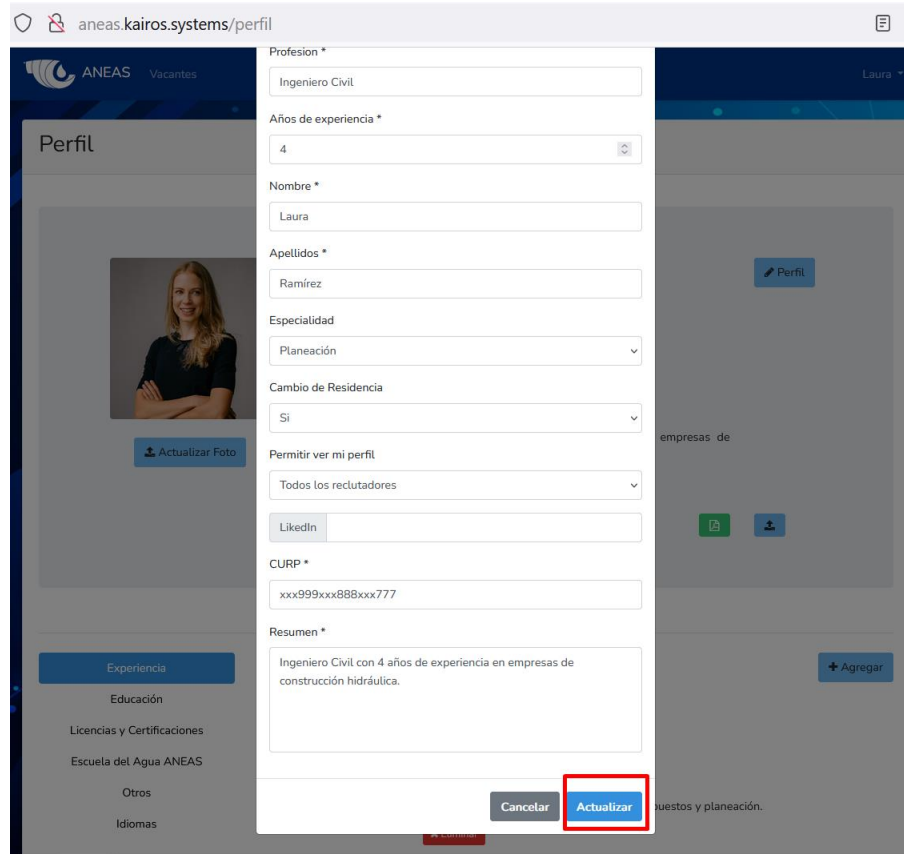 aneas.kairos.systems/perfil
ANEAS Vacantes
Laura
Perfil
Perfil
Actualizar Foto
empresas de
Profesion *
Ingeniero Civil
Años de experiencia *
4
Nombre *
Laura
Apellidos *
Ramírez
Especialidad
Planeación
Cambio de Residencia
Si
Permitir ver mi perfil
Todos los reclutadores
LikedIn
CURP *
xxx999xxx888xxx777
Resumen *
Ingeniero Civil con 4 años de experiencia en empresas de
construcción hidráulica.
Cancelar Actualizar
Experiencia
Educación
Licencias y Certificaciones
Escuela del Agua ANEAS
Otros
Idiomas
+ Agregar
puestos y planeación.